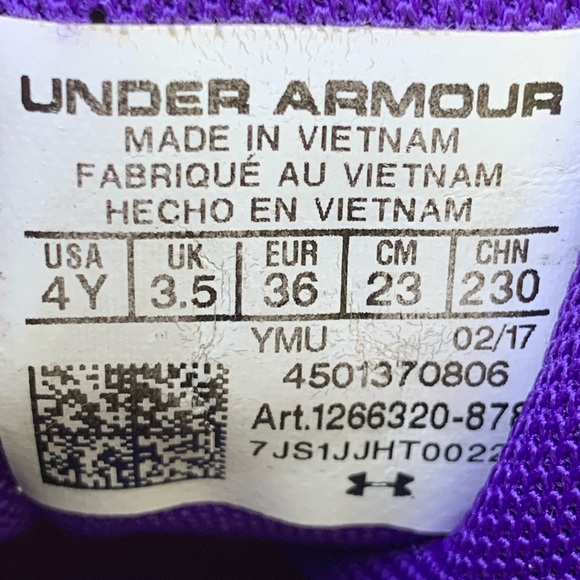 UNDER ARMOUR
MADE IN VIETNAM
FABRIQUÉ AU VIETNAM
HECHO EN VIETNAM
USA UK EUR CM CHN
4Y 3.5 36 23 230
YMU 02/17
4501370806
Art.1266320-878
7JS1JJHT0022